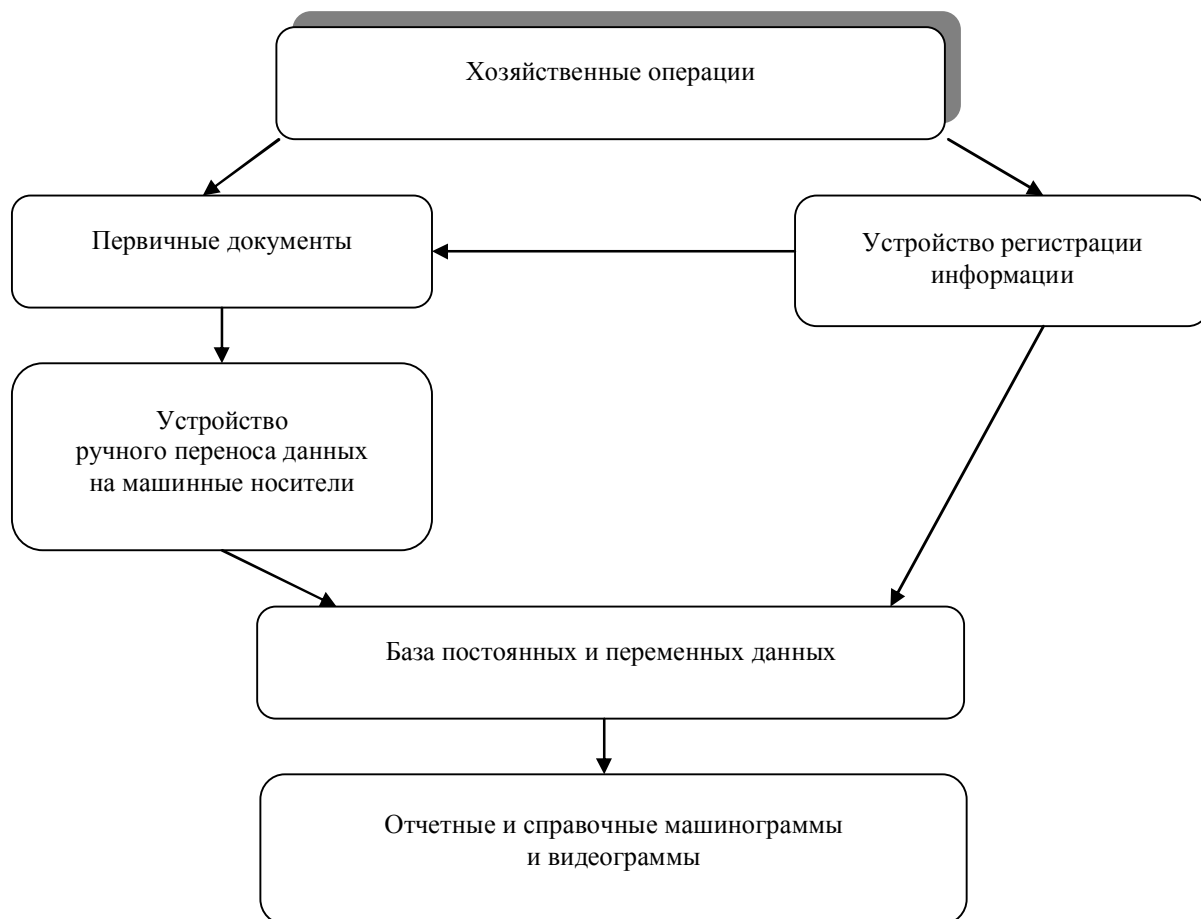 Хозяйственные операции
Первичные документы
Устройство регистрации
информации
Устройство
ручного переноса данных
на машинные носители
База постоянных и переменных данных
Отчетные и справочные машинограммы
и видеограммы